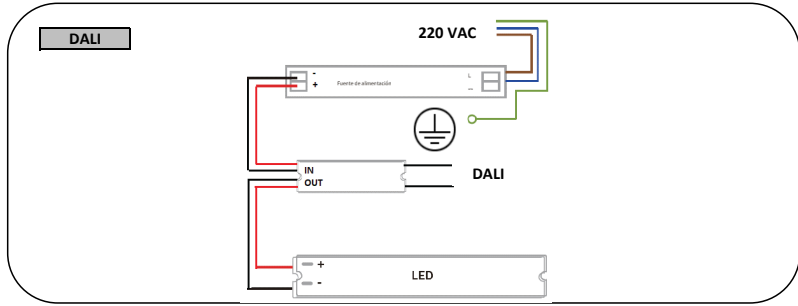 DALI
220 VAC
-
+
Fuente de alimentación
L
IN
OUT
DALI
+
-
LED